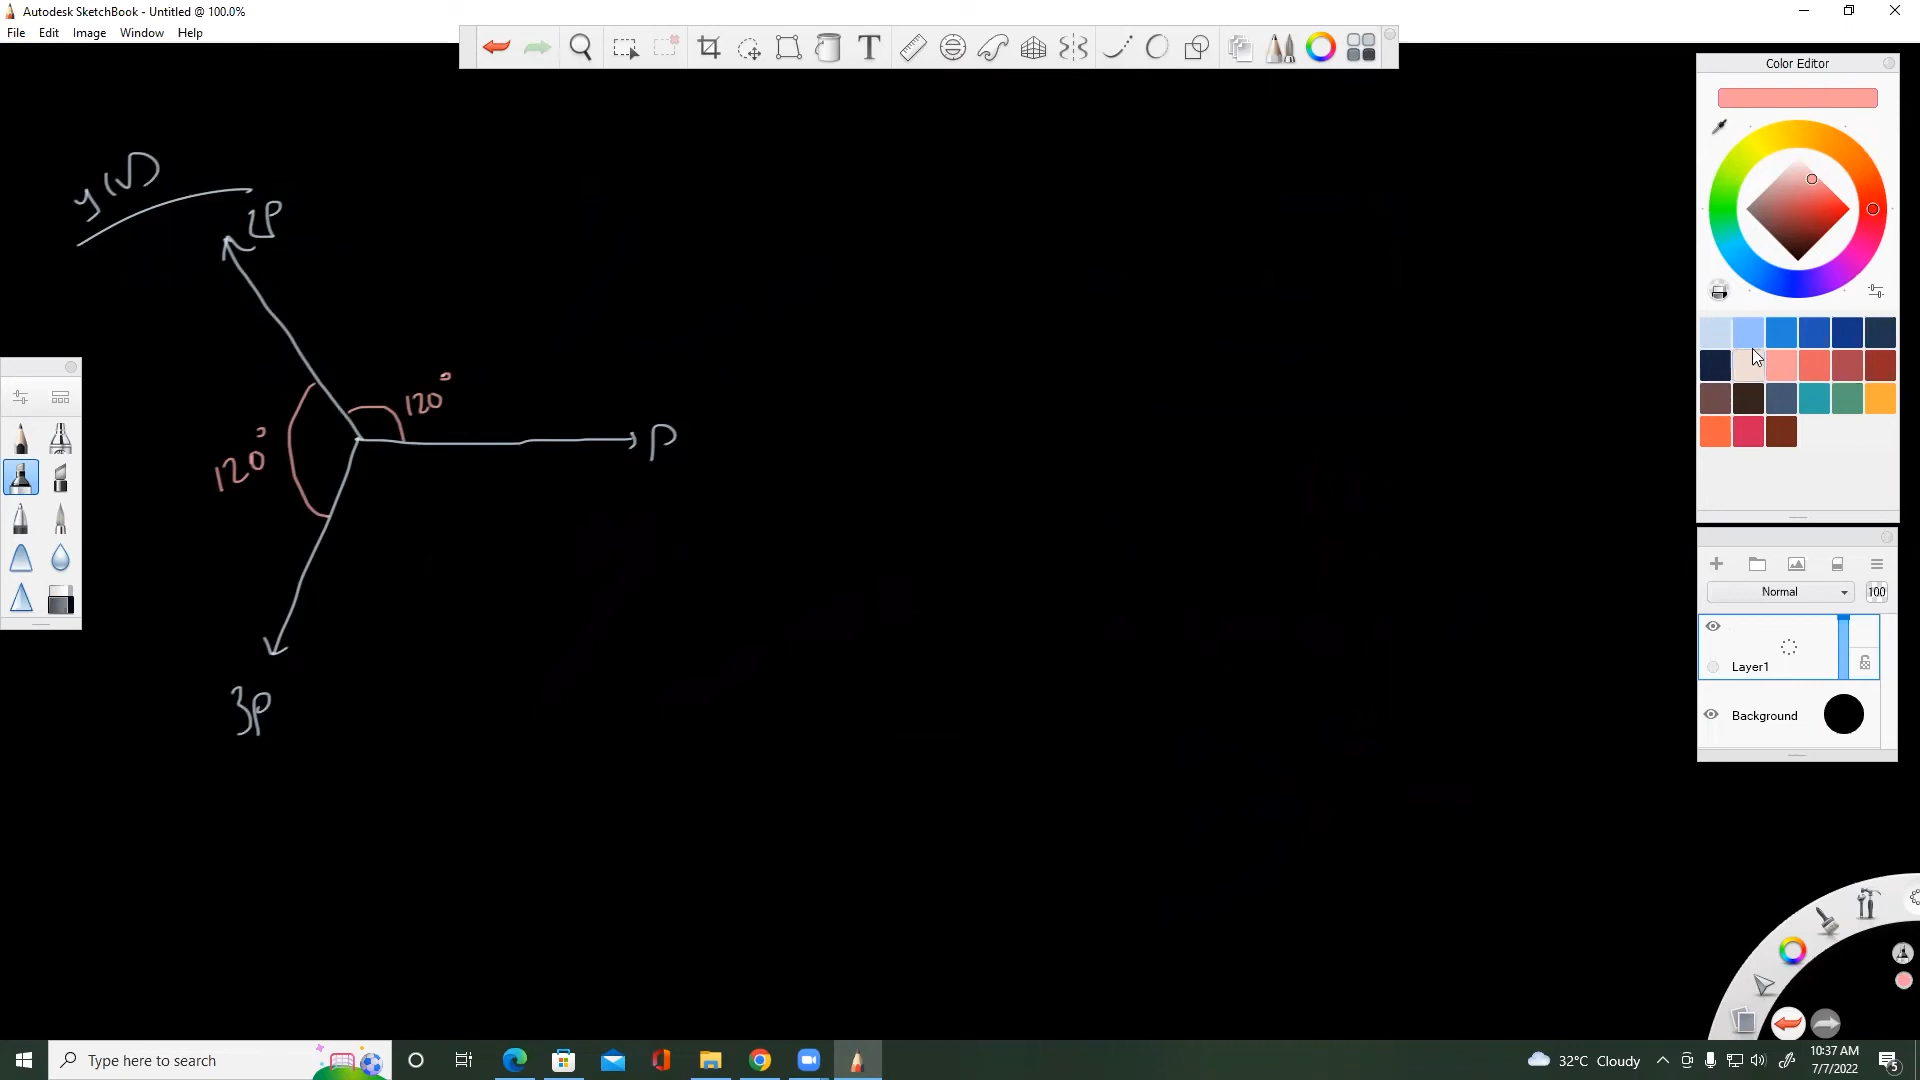 Autodesk SketchBook - Untitled @ 100.0%
File Edit Image Window Help
T
Color Editor
y(v)
2P
120°
P
120°
3P
Normal 100
Layer1
Background
Type here to search
32°C Cloudy
10:37 AM
7/7/2022
5